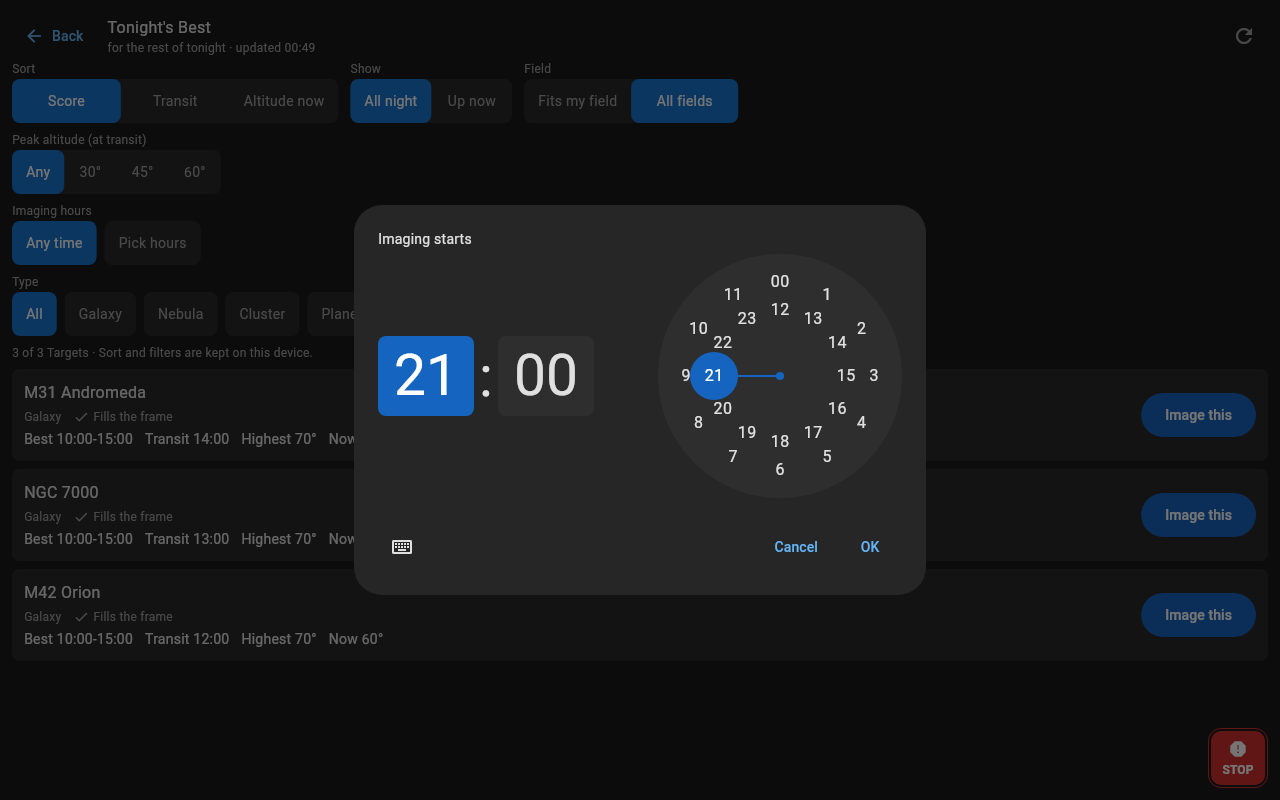 Back
Tonight's Best
for the rest of tonight · updated 00:49
Sort
Show
Field
Score
Transit
Altitude now
All night
Up now
Fits my field
All fields
Peak altitude (at transit)
Any
30°
45°
60°
Imaging hours
Any time
Pick hours
Type
All
Galaxy
Nebula
Cluster
Plane
3 of 3 Targets · Sort and filters are kept on this device.
M31 Andromeda
Galaxy
Fills the frame
Best 10:00-15:00 Transit 14:00 Highest 70° Now
Image this
NGC 7000
Galaxy
Fills the frame
Best 10:00-15:00 Transit 13:00 Highest 70° Now
Image this
M42 Orion
Galaxy
Fills the frame
Best 10:00-15:00 Transit 12:00 Highest 70° Now 60°
Image this
Imaging starts
21:00
00
1
2
3
4
5
6
7
8
9
10
11
12
13
14
15
16
17
18
19
20
21
22
23
Cancel
OK
STOP